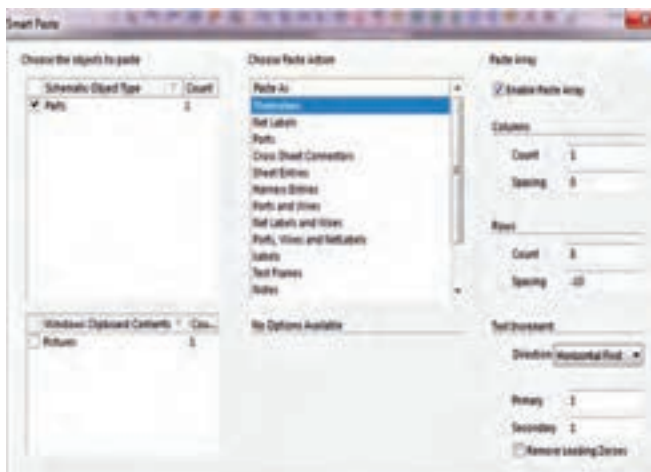 Smart Paste
Choose the objects to paste
Schematic Object Type Count
Parts 1
Windows Clipboard Contents Cou...
Pictures 1
Choose Paste Action
Paste As
Themselves
Net Labels
Ports
Cross Sheet Connectors
Sheet Entries
Harness Entries
Ports and Wires
Net Labels and Wires
Ports, Wires and NetLabels
Labels
Text Frames
Notes
No Options Available
Paste Array
Enable Paste Array
Columns
Count 1
Spacing 0
Rows
Count
Spacing -10
Text Increment
Direction Horizontal First
Primary 1
Secondary 1
Remove Leading Zeroes